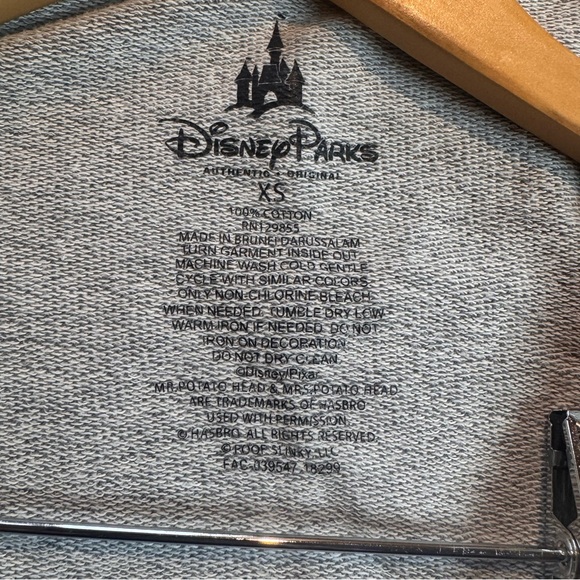 Disney Parks
AUTHENTIC • ORIGINAL
XS
100% COTTON
RN129855
MADE IN BRUNEI DARUSSALAM
TURN GARMENT INSIDE OUT
MACHINE WASH COLD GENTLE
CYCLE WITH SIMILAR COLORS
ONLY NON-CHLORINE BLEACH
WHEN NEEDED. TUMBLE DRY LOW
WARM IRON IF NEEDED. DO NOT
IRON ON DECORATION.
DO NOT DRY CLEAN.
©Disney/Pixar
MR.POTATO HEAD & MRS.POTATO HEAD
ARE TRADEMARKS OF HASBRO
USED WITH PERMISSION.
© HASBRO. ALL RIGHTS RESERVED.
© POOF SLINKY, LLC
FAC-039547-18299